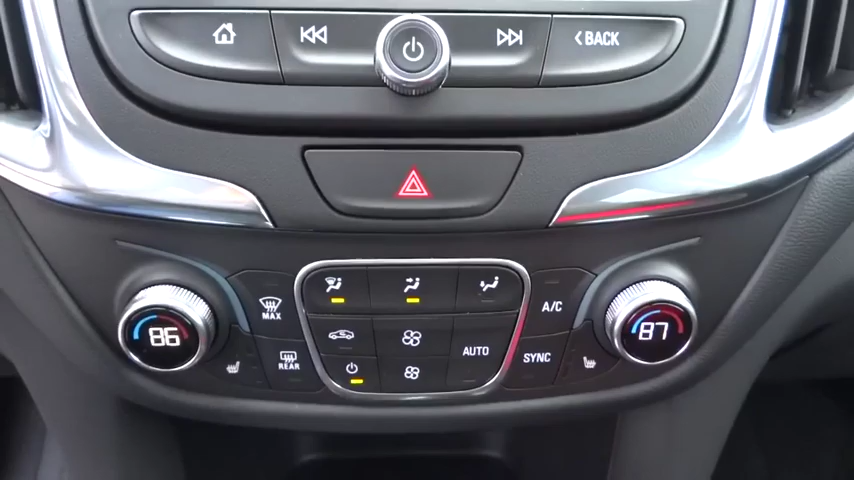 BACK
MAX
A/C
86
87
REAR
AUTO
SYNC